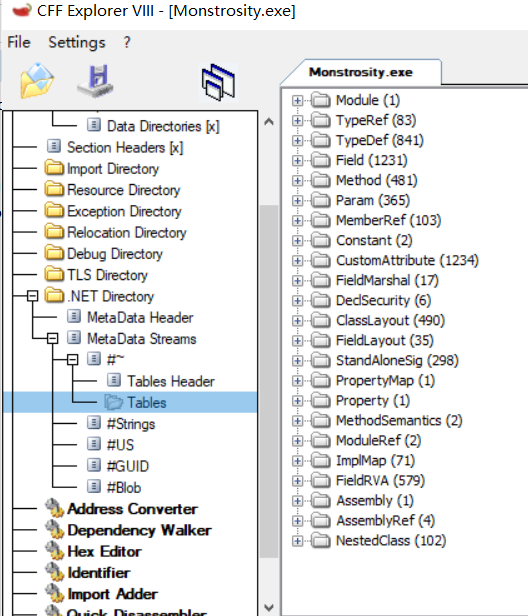 CFF Explorer VIII - [Monstrosity.exe]
File Settings ?
Monstrosity.exe
Data Directories [x]
Section Headers [x]
Import Directory
Resource Directory
Exception Directory
Relocation Directory
Debug Directory
TLS Directory
.NET Directory
MetaData Header
MetaData Streams
#~
Tables Header
Tables
#Strings
#US
#GUID
#Blob
Address Converter
Dependency Walker
Hex Editor
Identifier
Import Adder
Quick Disassembler
Module (1)
TypeRef (83)
TypeDef (841)
Field (1231)
Method (481)
Param (365)
MemberRef (103)
Constant (2)
CustomAttribute (1234)
FieldMarshal (17)
DeclSecurity (6)
ClassLayout (490)
FieldLayout (35)
StandAloneSig (298)
PropertyMap (1)
Property (1)
MethodSemantics (2)
ModuleRef (2)
ImplMap (71)
FieldRVA (579)
Assembly (1)
AssemblyRef (4)
NestedClass (102)